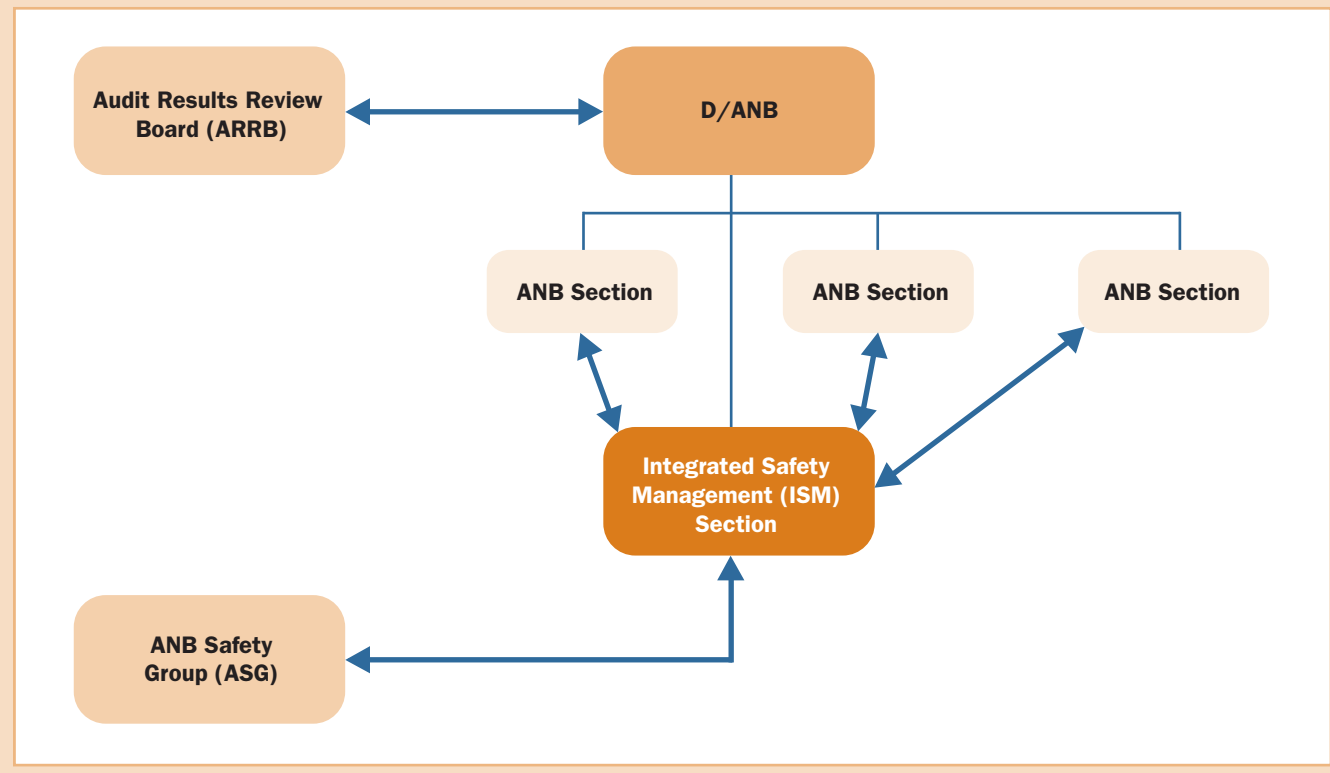 Audit Results Review
Board (ARRB)
D/ANB
ANB Section
ANB Section
ANB Section
Integrated Safety
Management (ISM)
Section
ANB Safety
Group (ASG)